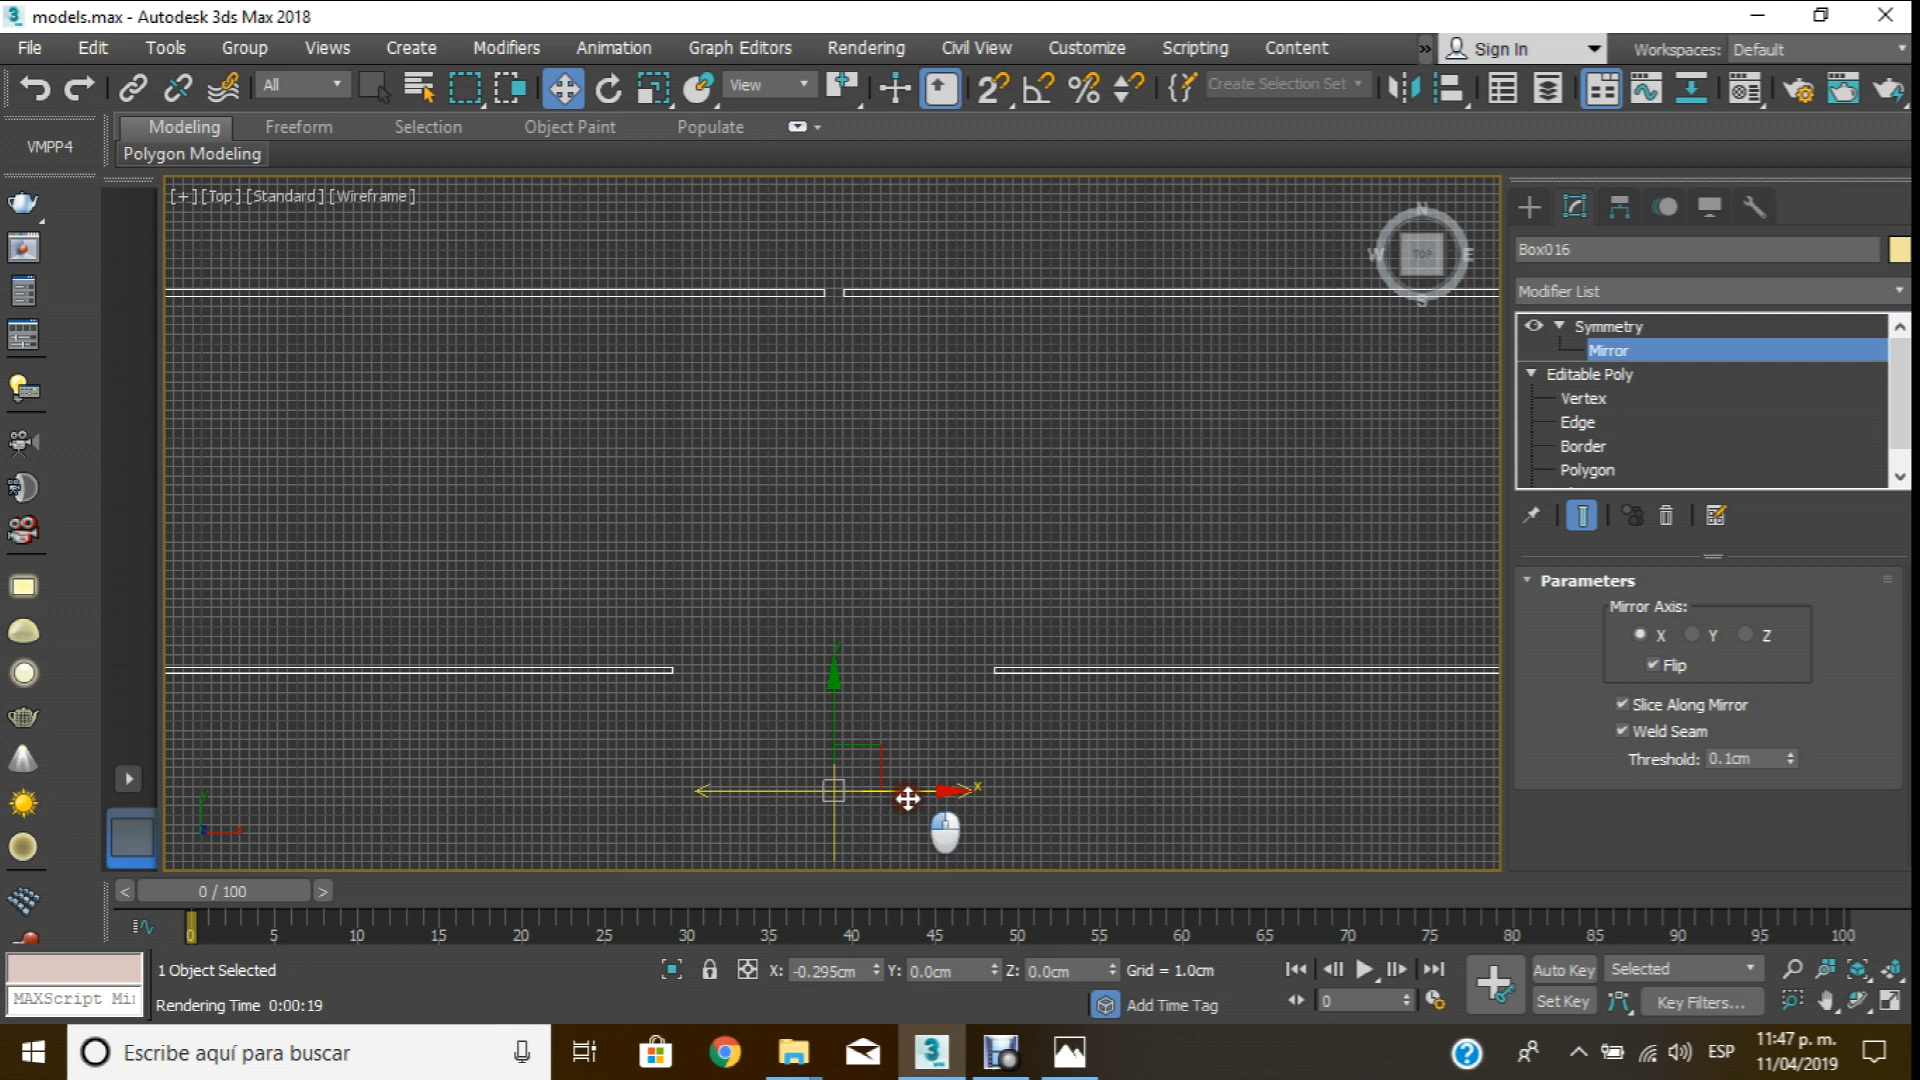 3 models.max - Autodesk 3ds Max 2018
File Edit Tools Group Views Create Modifiers Animation Graph Editors Rendering Civil View Customize Scripting Content » Sign In Workspaces: Default
All View Create Selection Set
Modeling Freeform Selection Object Paint Populate
VMPP4
Polygon Modeling
[+] [Top] [Standard] [Wireframe]
N
W TOP E
S
Box016
Modifier List
Symmetry
Mirror
Editable Poly
Vertex
Edge
Border
Polygon
Parameters
Mirror Axis:
X Y Z
Flip
Slice Along Mirror
Weld Seam
Threshold: 0.1cm
y
x
y
z x
< 0 / 100 >
0 5 10 15 20 25 30 35 40 45 50 55 60 65 70 75 80 85 90 95 100
1 Object Selected X: -0.295cm Y: 0.0cm Z: 0.0cm Grid = 1.0cm Auto Key Selected
MAXScript Mi
Rendering Time 0:00:19 Add Time Tag 0 Set Key Key Filters...
Escribe aquí para buscar
ESP
11:47 p. m.
11/04/2019